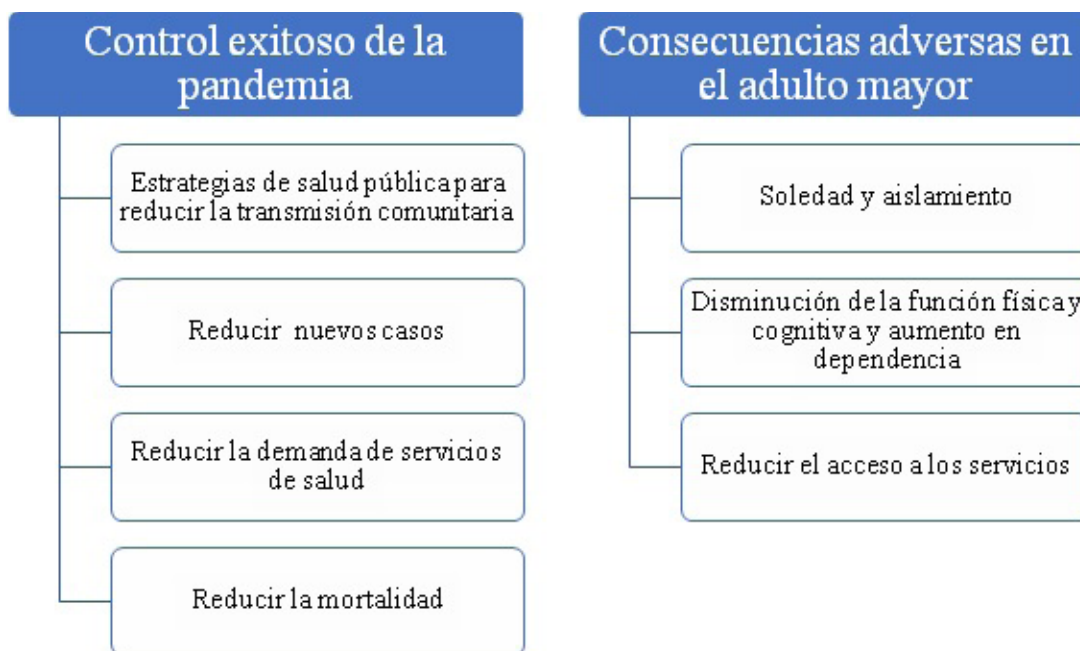 Control exitoso de la
pandemia
Estrategias de salud pública para
reducir la transmisión comunitaria
Reducir nuevos casos
Reducir la demanda de servicios
de salud
Reducir la mortalidad
Consecuencias adversas en
el adulto mayor
Soledad y aislamiento
Disminución de la función física y
cognitiva y aumento en
dependencia
Reducir el acceso a los servicios